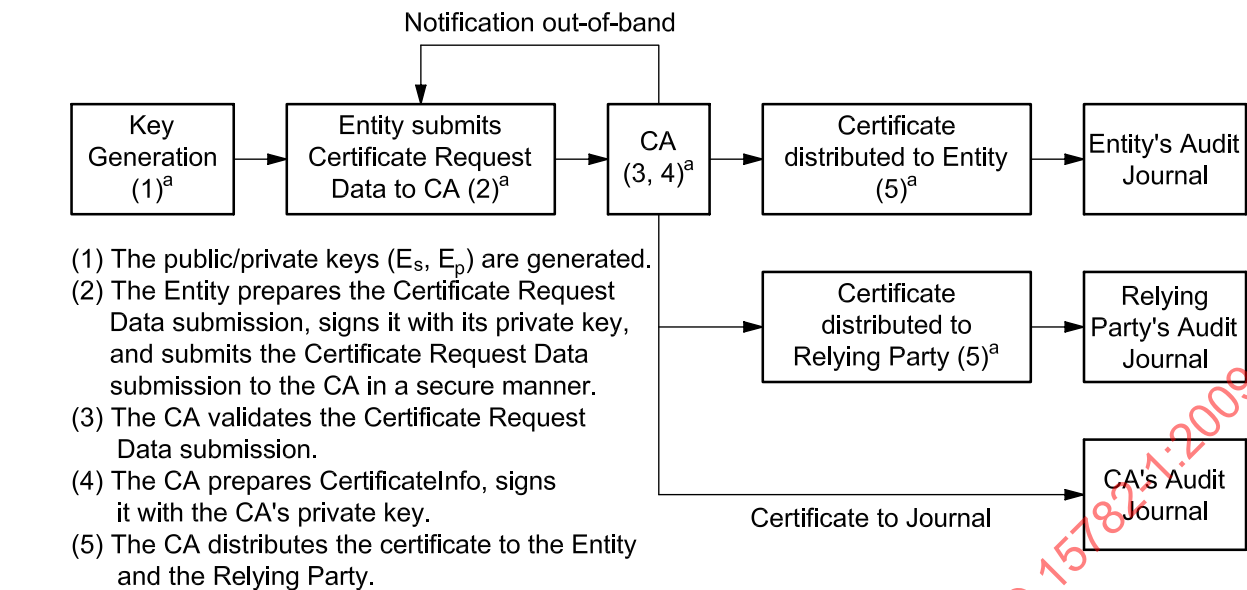 Notification out-of-band
Key
Generation
(1)a
Entity submits
Certificate Request
Data to CA (2)a
CA
(3, 4)a
Certificate
distributed to Entity
(5)a
Entity's Audit
Journal
(1) The public/private keys (Es, Ep) are generated.
(2) The Entity prepares the Certificate Request
Data submission, signs it with its private key,
and submits the Certificate Request Data
submission to the CA in a secure manner.
(3) The CA validates the Certificate Request
Data submission.
(4) The CA prepares CertificateInfo, signs
it with the CA's private key.
(5) The CA distributes the certificate to the Entity
and the Relying Party.
Certificate
distributed to
Relying Party (5)a
Relying
Party's Audit
Journal
Certificate to Journal
CA's Audit
Journal
15782-1:2009